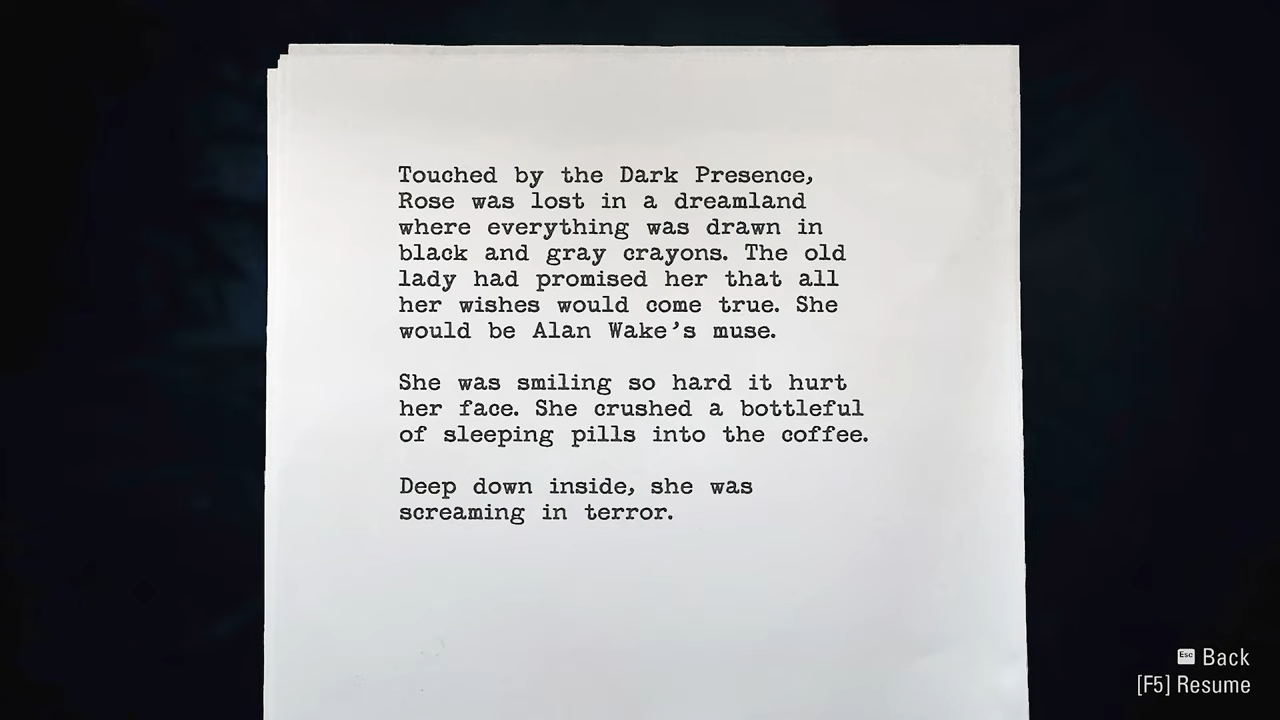 Touched by the Dark Presence,
Rose was lost in a dreamland
where everything was drawn in
black and gray crayons. The old
lady had promised her that all
her wishes would come true. She
would be Alan Wake’s muse.
She was smiling so hard it hurt
her face. She crushed a bottleful
of sleeping pills into the coffee.
Deep down inside, she was
screaming in terror.
Esc Back
[F5] Resume